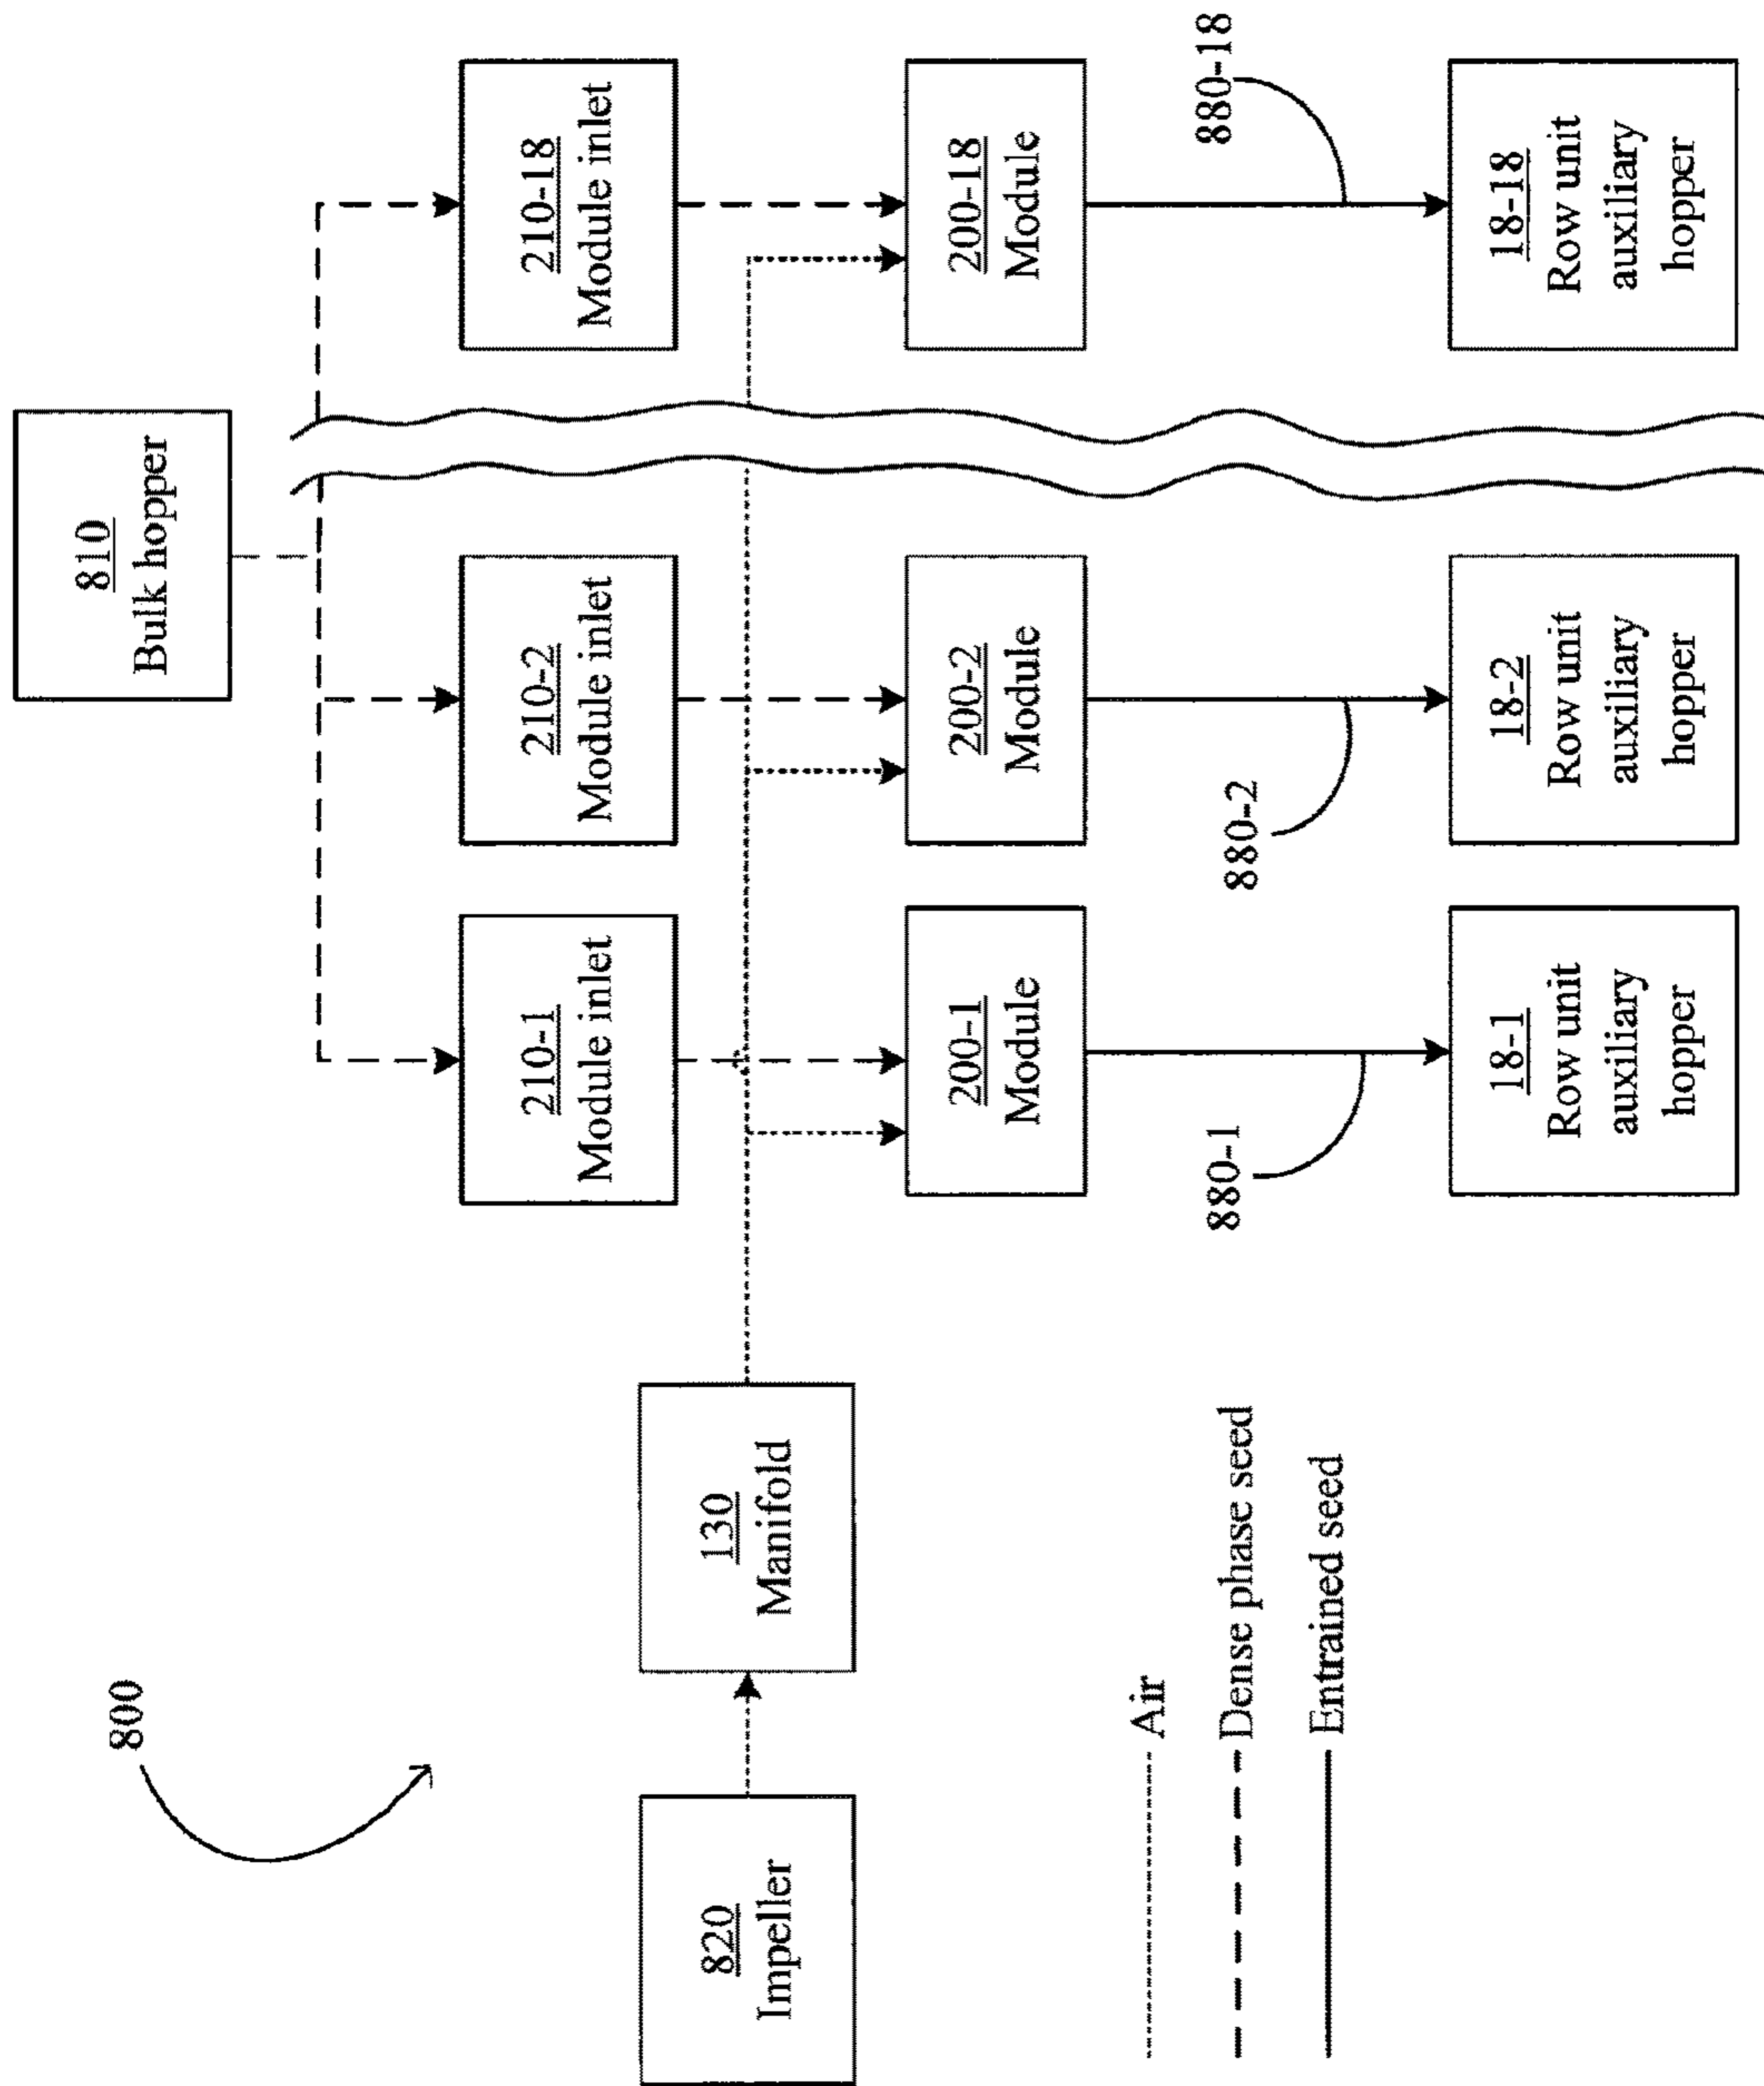 800
810
Bulk hopper
210-1
Module inlet
210-2
Module inlet
210-18
Module inlet
820
Impeller
130
Manifold
200-1
Module
200-2
Module
200-18
Module
880-1
880-2
880-18
18-1
Row unit
auxiliary
hopper
18-2
Row unit
auxiliary
hopper
18-18
Row unit
auxiliary
hopper
Air
Dense phase seed
Entrained seed